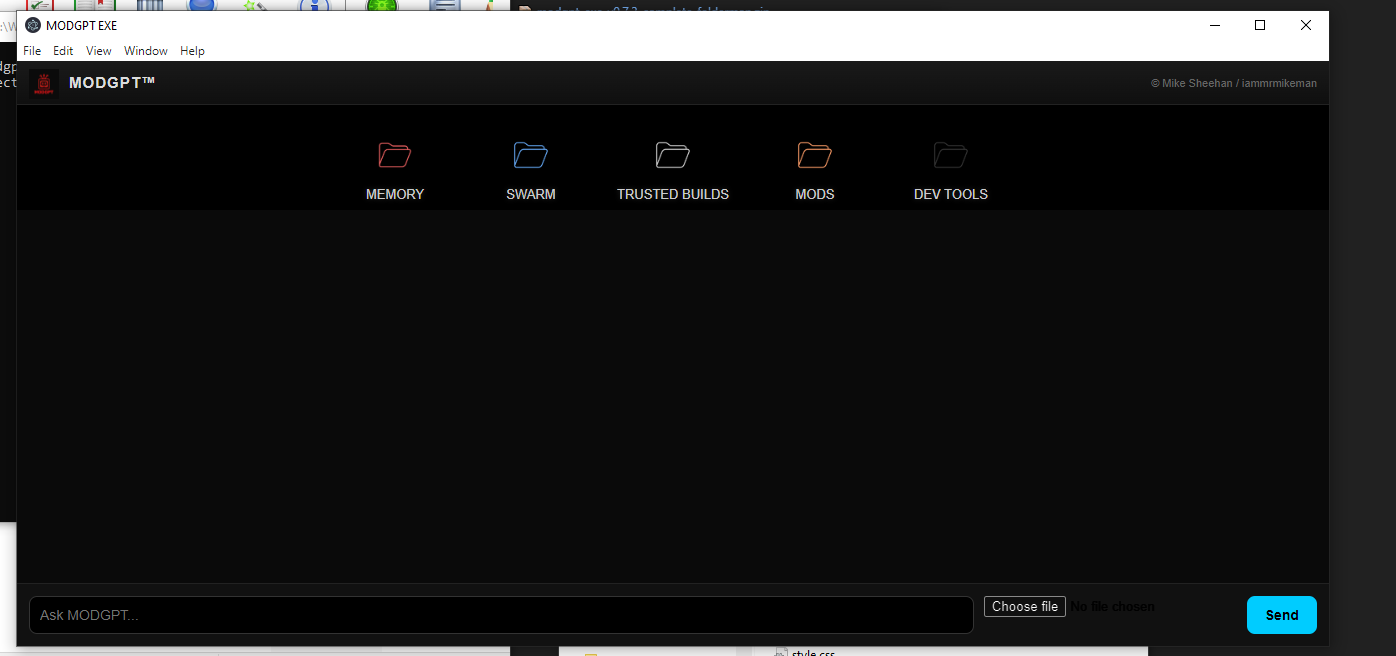 MODGPT EXE
File Edit View Window Help
MODGPT™
© Mike Sheehan / iammrmikeman
MEMORY SWARM TRUSTED BUILDS MODS DEV TOOLS
Ask MODGPT...
Choose file No file chosen
Send
style.css